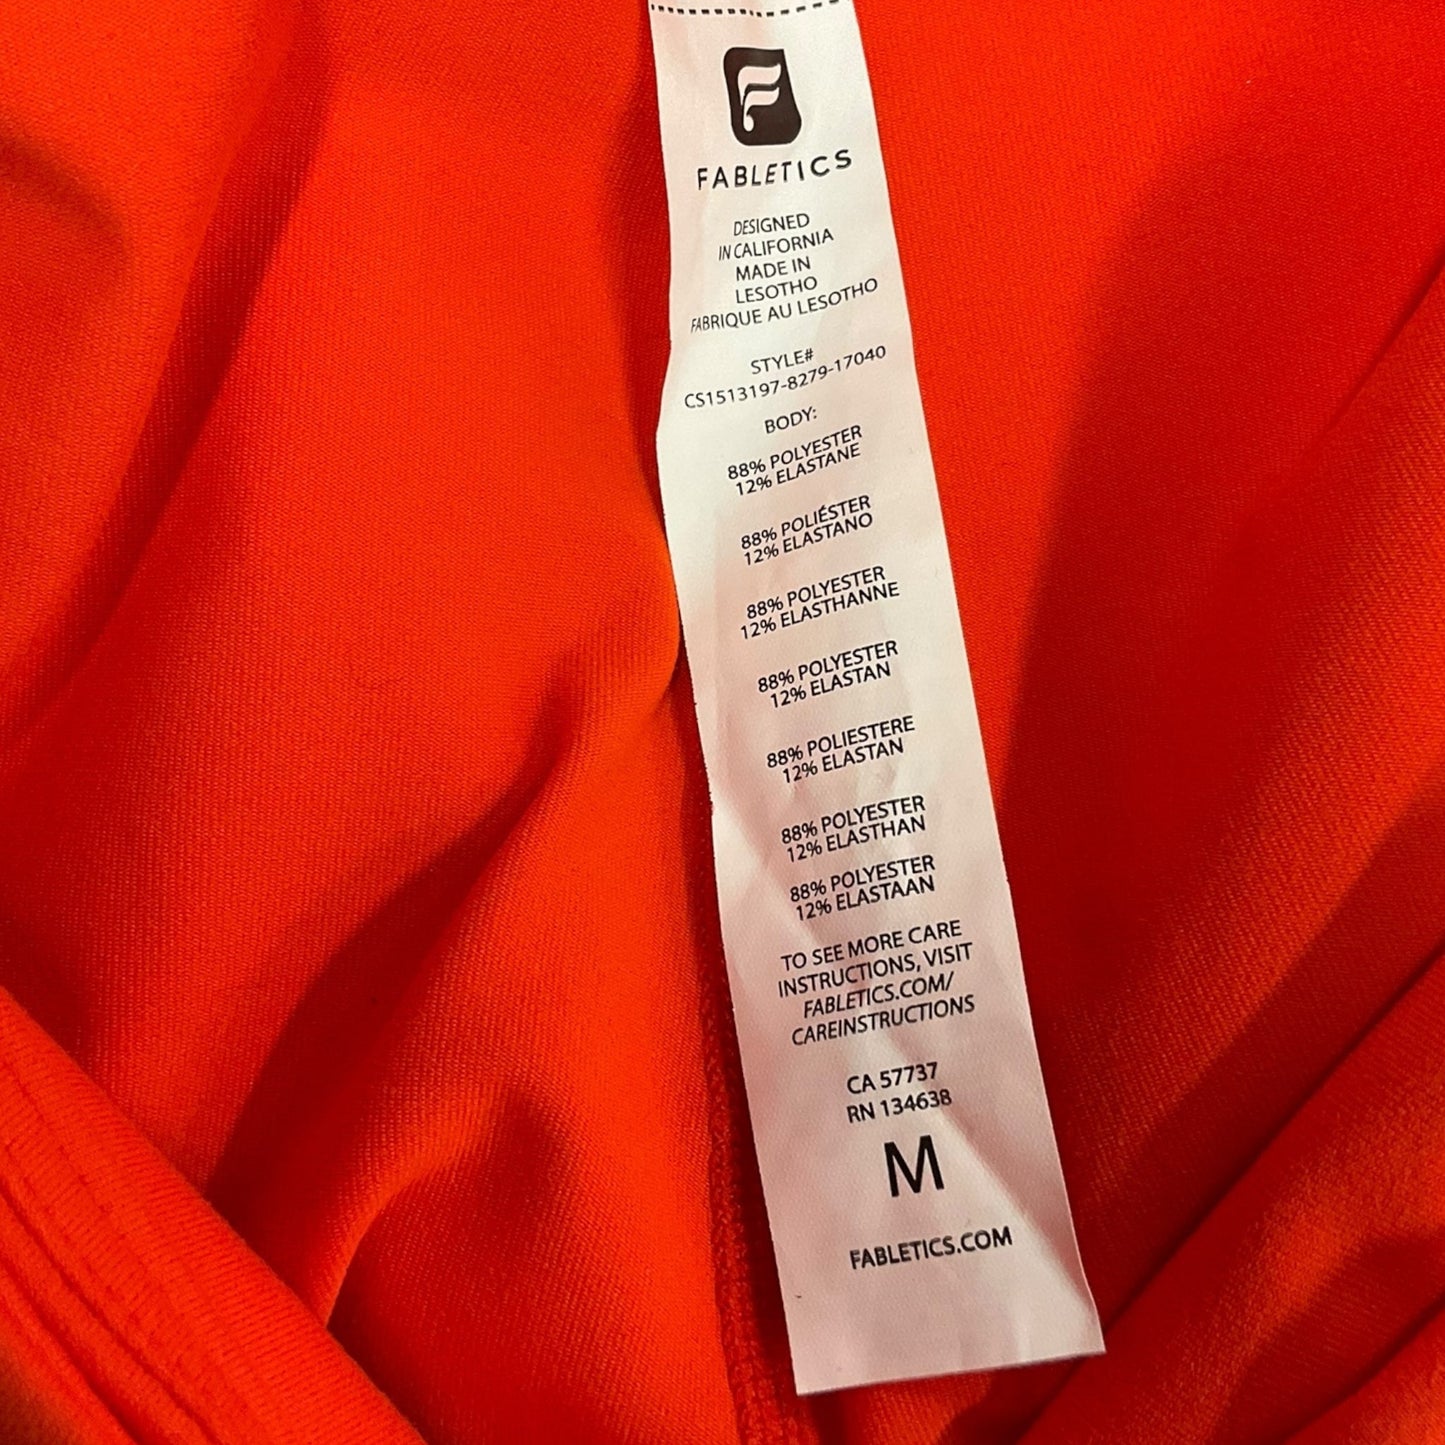 FABLETICS
DESIGNED
IN CALIFORNIA
MADE IN
LESOTHO
FABRIQUE AU LESOTHO
STYLE#
CS1513197-8279-17040
BODY:
88% POLYESTER
12% ELASTANE
88% POLIÉSTER
12% ELASTANO
88% POLYESTER
12% ELASTHANNE
88% POLYESTER
12% ELASTAN
88% POLIESTERE
12% ELASTAN
88% POLYESTER
12% ELASTHAN
88% POLYESTER
12% ELASTAAN
TO SEE MORE CARE
INSTRUCTIONS, VISIT
FABLETICS.COM/
CAREINSTRUCTIONS
CA 57737
RN 134638
M
FABLETICS.COM